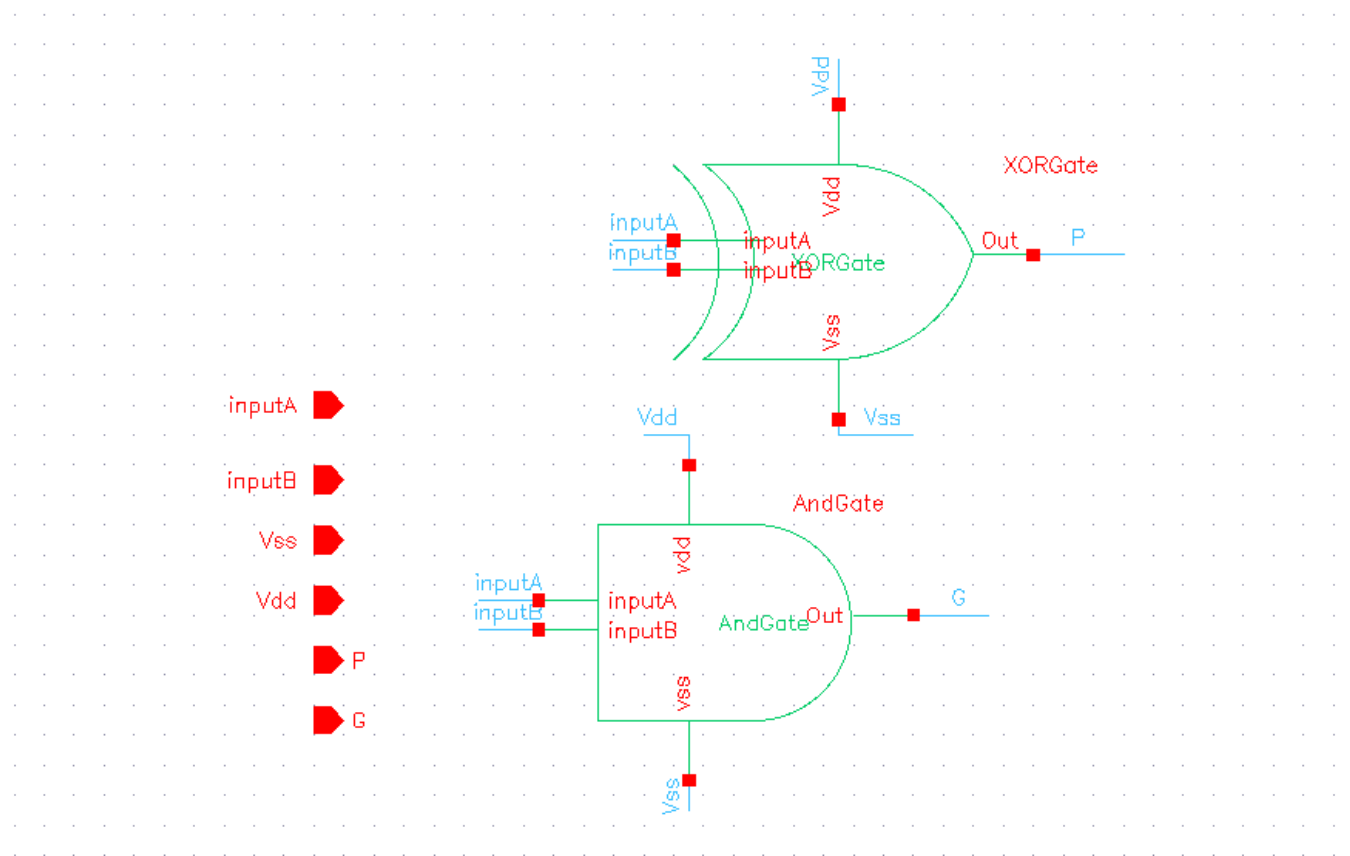 Vdd
XORGate
Vdd
inputA
inputA
Out
P
inputB
inputB
XORGate
Vss
inputA
Vdd
Vss
inputB
AndGate
Vss
vdd
inputA
inputA
Vdd
G
inputB
inputB
AndGate
Out
P
vss
G
Vss